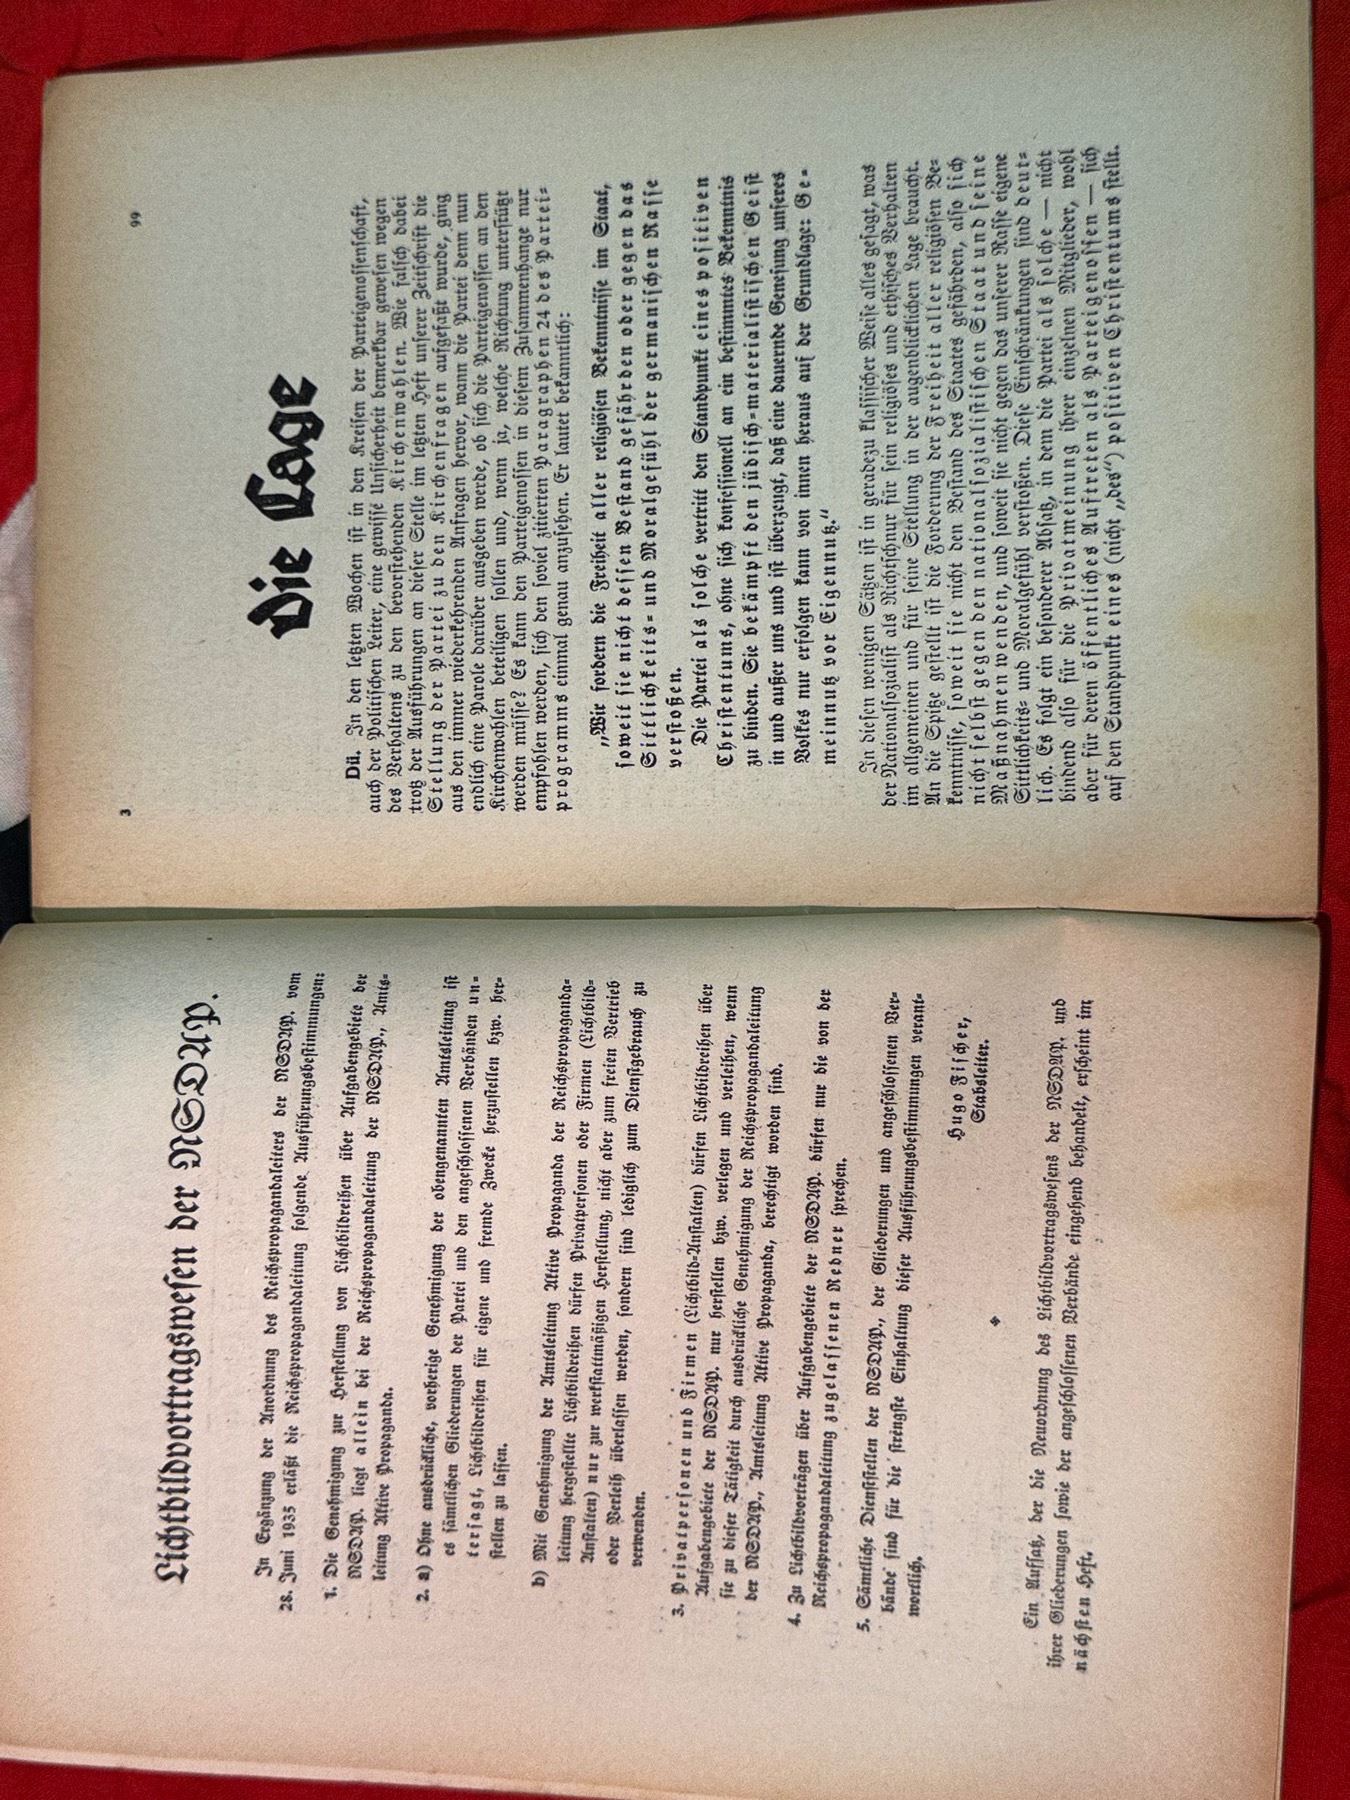 Lichtbildvortragswesen der NSDAP.
In Ergänzung der Anordnung des Reichspropagandaleiters der NSDAP. vom
28. Juni 1935 erläßt die Reichspropagandaleitung folgende Ausführungsbestimmungen:
1. Die Genehmigung zur Herstellung von Lichtbildreihen über Aufgabengebiete der
NSDAP. liegt allein bei der Reichspropagandaleitung der NSDAP., Amts-
leitung Aktive Propaganda.
2. a) Ohne ausdrückliche, vorherige Genehmigung der obengenannten Amtsleitung ist
es sämtlichen Gliederungen der Partei und den angeschlossenen Verbänden un-
tersagt, Lichtbildreihen für eigene und fremde Zwecke herzustellen bzw. her-
stellen zu lassen.
b) Mit Genehmigung der Amtsleitung Aktive Propaganda der Reichspropaganda-
leitung hergestellte Lichtbildreihen dürfen Privatpersonen oder Firmen (Lichtbild-
Anstalten) nur zur werkstattmäßigen Herstellung, nicht aber zum freien Vertrieb
oder Verleih überlassen werden, sondern sind lediglich zum Dienstgebrauch zu
verwenden.
3. Privatpersonen und Firmen (Lichtbild-Anstalten) dürfen Lichtbildreihen über
Aufgabengebiete der NSDAP. nur herstellen bzw. verlegen und verleihen, wenn
sie zu dieser Tätigkeit durch ausdrückliche Genehmigung der Reichspropagandaleitung
der NSDAP., Amtsleitung Aktive Propaganda, berechtigt worden sind.
4. Zu Lichtbildvorträgen über Aufgabengebiete der NSDAP. dürfen nur die von der
Reichspropagandaleitung zugelassenen Redner sprechen.
5. Sämtliche Dienststellen der NSDAP., der Gliederungen und angeschlossenen Ver-
bände sind für die strengste Einhaltung dieser Ausführungsbestimmungen verant-
wortlich.
Hugo Fischer,
Stabsleiter.
Ein Aufsatz, der die Neuordnung des Lichtbildvortragswesens der NSDAP. und
ihrer Gliederungen sowie der angeschlossenen Verbände eingehend behandelt, erscheint im
nächsten Heft.
3
99
Die Lage
Dü. In den letzten Wochen ist in den Kreisen der Parteigenossenschaft,
auch der Politischen Leiter, eine gewisse Unsicherheit bemerkbar gewesen wegen
des Verhaltens zu den bevorstehenden Kirchenwahlen. Wie falsch dabei
trotz der Ausführungen an dieser Stelle im letzten Heft unserer Zeitschrift die
Stellung der Partei zu den Kirchenfragen aufgefaßt wurde, ging
aus den immer wiederkehrenden Anfragen hervor, wann die Partei denn nun
endlich eine Parole darüber ausgeben werde, ob sich die Parteigenossen an den
Kirchenwahlen beteiligen sollen und, wenn ja, welche Richtung unterstützt
werden müsse? Es kann den Parteigenossen in diesem Zusammenhange nur
empfohlen werden, sich den soviel zitierten Paragraphen 24 des Partei-
programms einmal genau anzusehen. Er lautet bekanntlich:
„Wir fordern die Freiheit aller religiösen Bekenntnisse im Staat,
soweit sie nicht dessen Bestand gefährden oder gegen das
Sittlichkeits- und Moralgefühl der germanischen Rasse
verstoßen.
Die Partei als solche vertritt den Standpunkt eines positiven
Christentums, ohne sich konfessionell an ein bestimmtes Bekenntnis
zu binden. Sie bekämpft den jüdisch-materialistischen Geist
in und außer uns und ist überzeugt, daß eine dauernde Genesung unseres
Volkes nur erfolgen kann von innen heraus auf der Grundlage: Ge-
meinnutz vor Eigennutz.“
In diesen wenigen Sätzen ist in geradezu klassischer Weise alles gesagt, was
der Nationalsozialist als Richtschnur für sein religiöses und ethisches Verhalten
im allgemeinen und für seine Stellung in der augenblicklichen Lage braucht.
An die Spitze gestellt ist die Forderung der Freiheit aller religiösen Be-
kenntnisse, soweit sie nicht den Bestand des Staates gefährden, also sich
nicht selbst gegen den nationalsozialistischen Staat und seine
Maßnahmen wenden, und soweit sie nicht gegen das unserer Rasse eigene
Sittlichkeits- und Moralgefühl verstoßen. Diese Einschränkungen sind deut-
lich. Es folgt ein besonderer Absatz, in dem die Partei als solche — nicht
bindend also für die Privatmeinung ihrer einzelnen Mitglieder, wohl
aber für deren öffentliches Auftreten als Parteigenossen — sich
auf den Standpunkt eines (nicht „des“) positiven Christentums stellt.